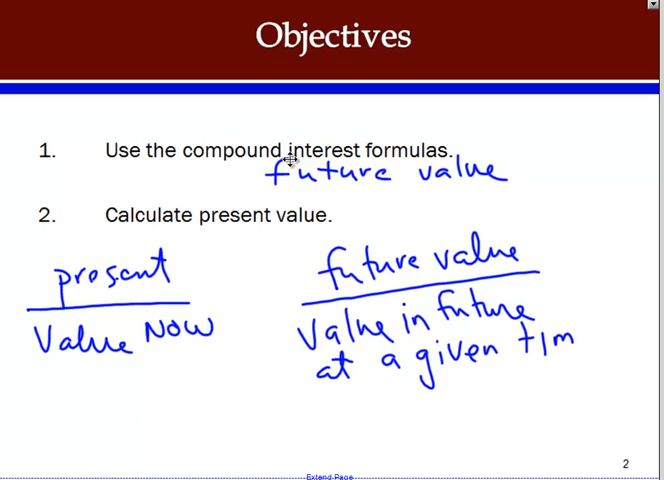 Objectives
1. Use the compound interest formulas.
future value
2. Calculate present value.
present
Value Now
future value
Value in future
at a given tim
2
Extend Page